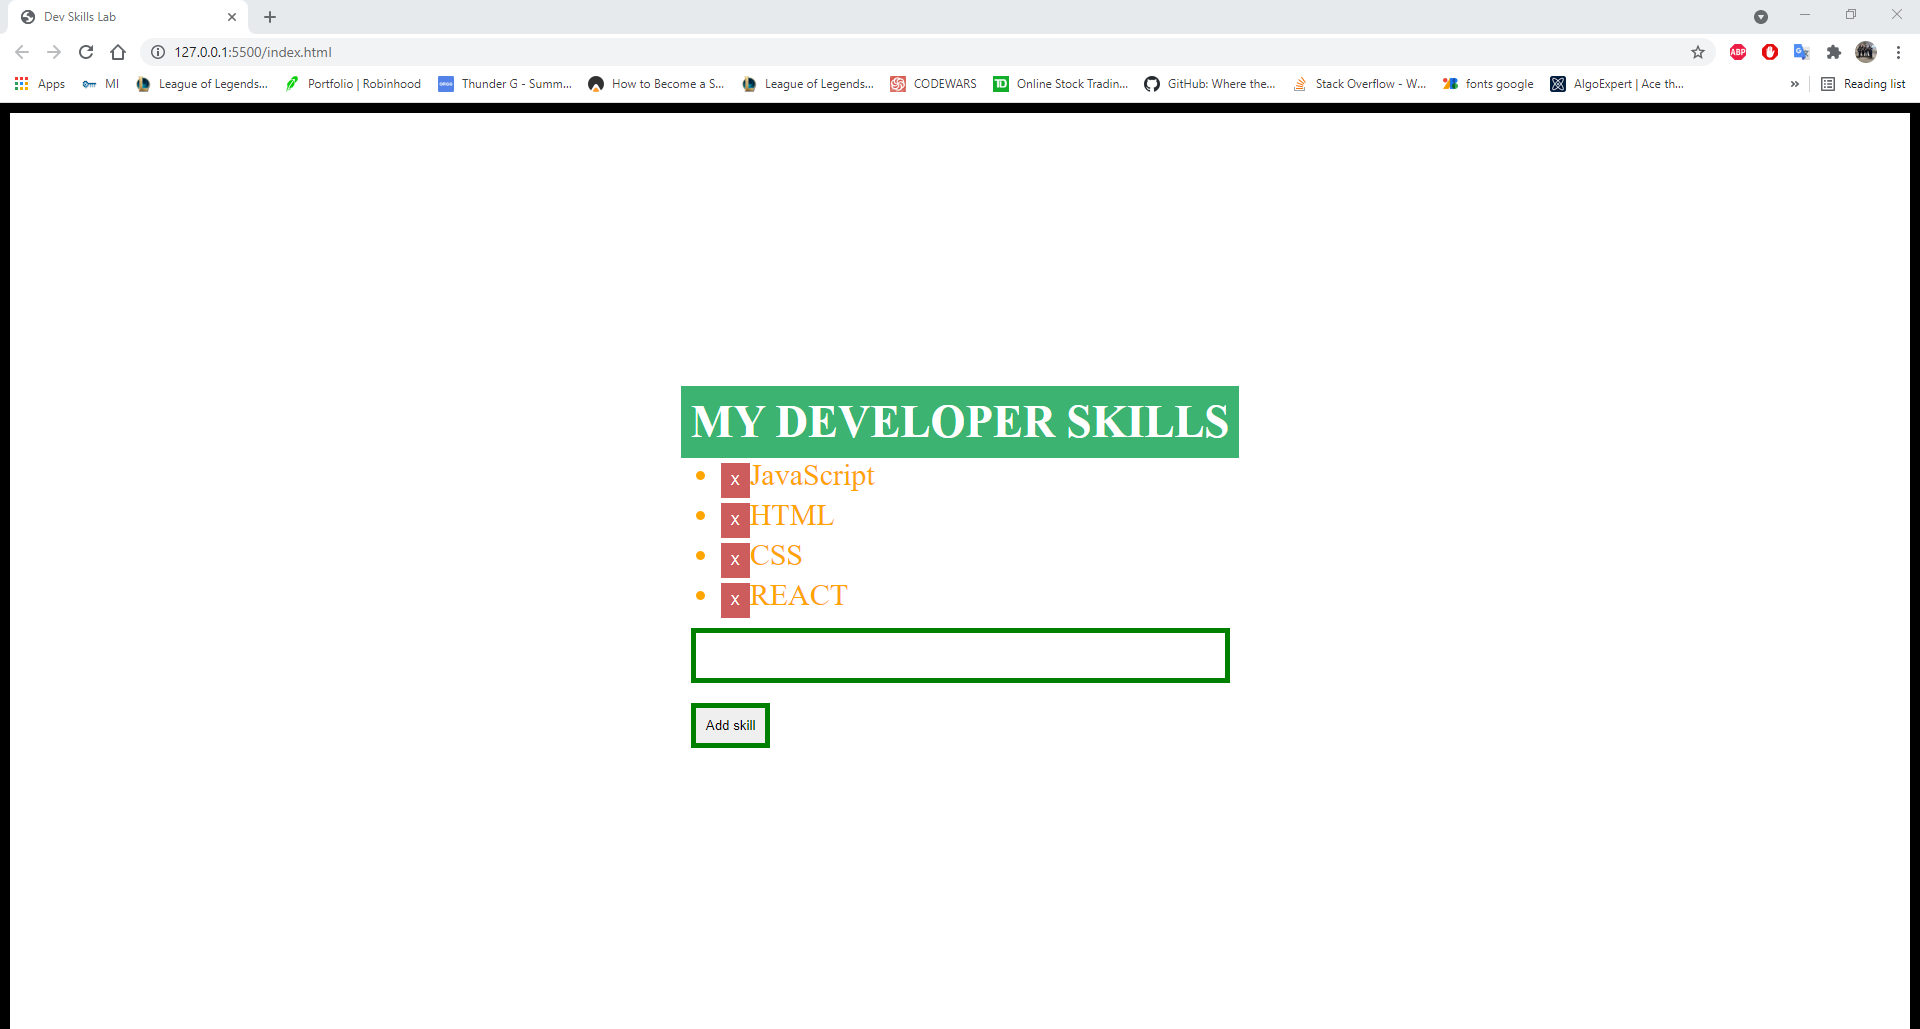 Dev Skills Lab
127.0.0.1:5500/index.html
ABP
Apps MI League of Legends... Portfolio | Robinhood Thunder G - Summ... How to Become a S... League of Legends... CODEWARS TD Online Stock Tradin... GitHub: Where the... Stack Overflow - W... fonts google AlgoExpert | Ace th... » Reading list
MY DEVELOPER SKILLS
X JavaScript
X HTML
X CSS
X REACT
Add skill